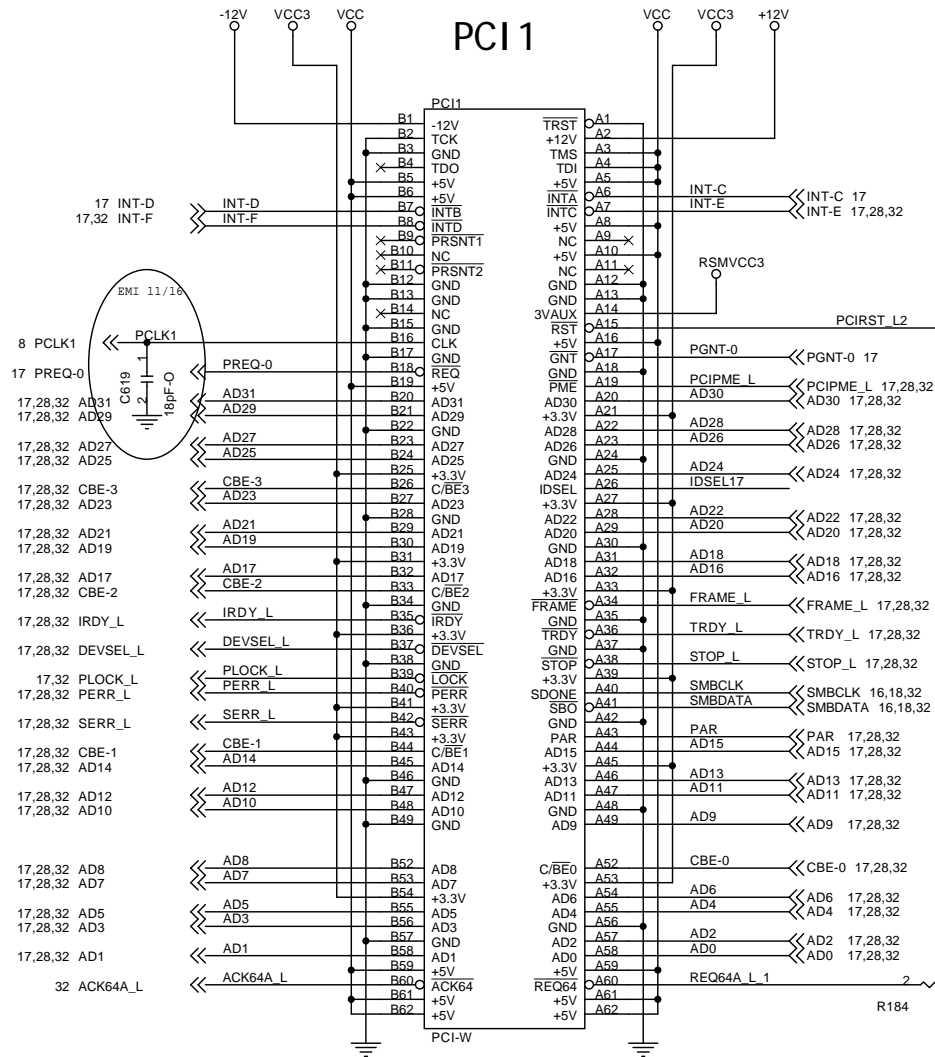 -12V VCC3 VCC PCI 1 VCC VCC3 +12V
PCI1
B1 -12V TRST A1
B2 TCK +12V A2
B3 GND TMS A3
B4 TDO TDI A4
B5 +5V +5V A5
B6 +5V INTA A6 INT-C INT-C 17
17 INT-D INT-D B7 INTB INTC A7 INT-E INT-E 17,28,32
17,32 INT-F INT-F B8 INTD +5V A8
B9 PRSNT1 NC A9
B10 NC +5V A10
B11 PRSNT2 NC A11 RSMVCC3
B12 GND GND A12
EMI 11/16 B13 GND GND A13
B14 NC 3VAUX A14
B15 GND RST A15 PCIRST_L2
8 PCLK1 PCLK1 B16 CLK +5V A16
B17 GND GNT A17 PGNT-0 PGNT-0 17
17 PREQ-0 PREQ-0 B18 REQ GND A18
1 C619 2 18pF-O
B19 +5V PME A19 PCIPME_L PCIPME_L 17,28,32
17,28,32 AD31 AD31 B20 AD31 AD30 A20 AD30 AD30 17,28,32
17,28,32 AD29 AD29 B21 AD29 +3.3V A21
B22 GND AD28 A22 AD28 AD28 17,28,32
17,28,32 AD27 AD27 B23 AD27 AD26 A23 AD26 AD26 17,28,32
17,28,32 AD25 AD25 B24 AD25 GND A24
B25 +3.3V AD24 A25 AD24 AD24 17,28,32
17,28,32 CBE-3 CBE-3 B26 C/BE3 IDSEL A26 IDSEL17
17,28,32 AD23 AD23 B27 AD23 +3.3V A27
B28 GND AD22 A28 AD22 AD22 17,28,32
17,28,32 AD21 AD21 B29 AD21 AD20 A29 AD20 AD20 17,28,32
17,28,32 AD19 AD19 B30 AD19 GND A30
B31 +3.3V AD18 A31 AD18 AD18 17,28,32
17,28,32 AD17 AD17 B32 AD17 AD16 A32 AD16 AD16 17,28,32
17,28,32 CBE-2 CBE-2 B33 C/BE2 +3.3V A33
B34 GND FRAME A34 FRAME_L FRAME_L 17,28,32
17,28,32 IRDY_L IRDY_L B35 IRDY GND A35
B36 +3.3V TRDY A36 TRDY_L TRDY_L 17,28,32
17,28,32 DEVSEL_L DEVSEL_L B37 DEVSEL GND A37
B38 GND STOP A38 STOP_L STOP_L 17,28,32
17,32 PLOCK_L PLOCK_L B39 LOCK +3.3V A39
17,28,32 PERR_L PERR_L B40 PERR SDONE A40 SMBCLK SMBCLK 16,18,32
B41 +3.3V SBO A41 SMBDATA SMBDATA 16,18,32
17,28,32 SERR_L SERR_L B42 SERR GND A42
B43 +3.3V PAR A43 PAR PAR 17,28,32
17,28,32 CBE-1 CBE-1 B44 C/BE1 AD15 A44 AD15 AD15 17,28,32
17,28,32 AD14 AD14 B45 AD14 +3.3V A45
B46 GND AD13 A46 AD13 AD13 17,28,32
17,28,32 AD12 AD12 B47 AD12 AD11 A47 AD11 AD11 17,28,32
17,28,32 AD10 AD10 B48 AD10 GND A48
B49 GND AD9 A49 AD9 AD9 17,28,32
17,28,32 AD8 AD8 B52 AD8 C/BE0 A52 CBE-0 CBE-0 17,28,32
17,28,32 AD7 AD7 B53 AD7 +3.3V A53
B54 +3.3V AD6 A54 AD6 AD6 17,28,32
17,28,32 AD5 AD5 B55 AD5 AD4 A55 AD4 AD4 17,28,32
17,28,32 AD3 AD3 B56 AD3 GND A56
B57 GND AD2 A57 AD2 AD2 17,28,32
17,28,32 AD1 AD1 B58 AD1 AD0 A58 AD0 AD0 17,28,32
B59 +5V +5V A59
32 ACK64A_L ACK64A_L B60 ACK64 REQ64 A60 REQ64A_L_1 2
B61 +5V +5V A61 R184
B62 +5V +5V A62
PCI-W